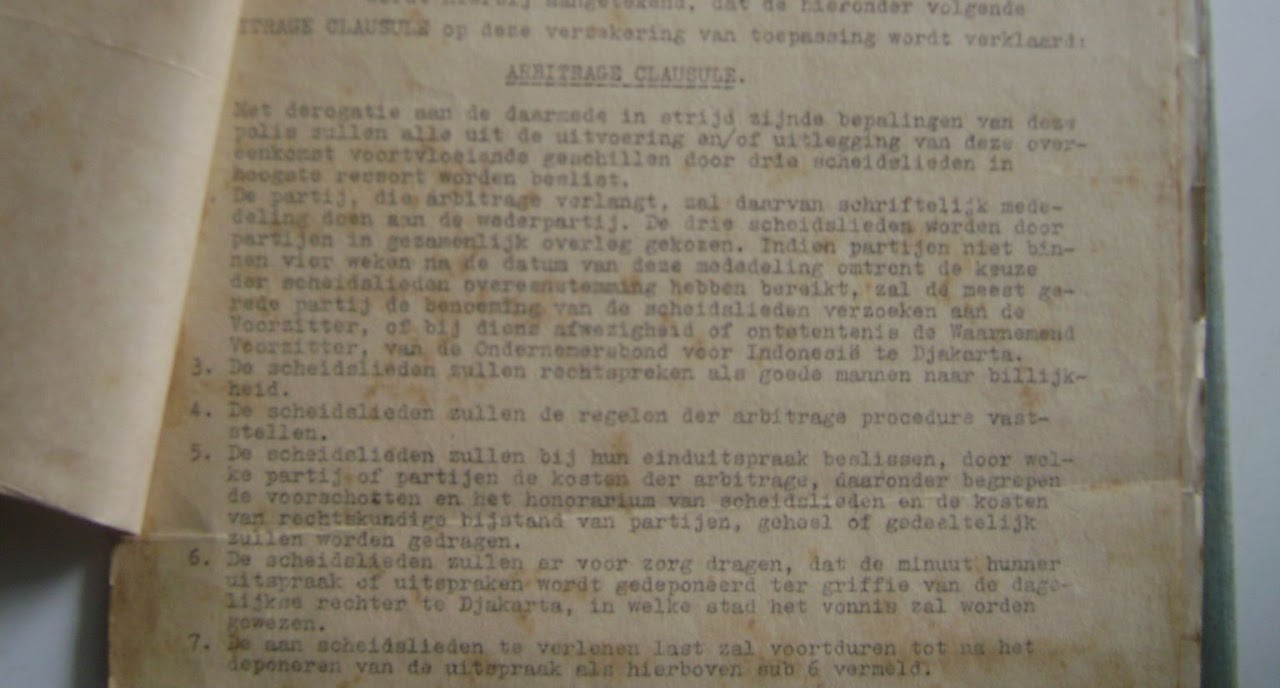 wordt hierbij aangetekend, dat de hieronder volgende
ITRAGE CLAUSULE op deze verzekering van toepassing wordt verklaard:
ARBITRAGE CLAUSULE.
Met derogatie aan de daarmede in strijd zijnde bepalingen van deze
polis zullen alle uit de uitvoering en/of uitlegging van deze over-
eenkomst voortvloeiende geschillen door drie scheidslieden in
hoogste ressort worden beslist.
De partij, die arbitrage verlangt, zal daarvan schriftelijk mede-
deling doen aan de wederpartij. De drie scheidslieden worden door
partijen in gezamenlijk overleg gekozen. Indien partijen niet bin-
nen vier weken na de datum van deze mededeling omtrent de keuze
der scheidslieden overeenstemming hebben bereikt, zal de meest ge-
rede partij de benoeming van de scheidslieden verzoeken aan de
Voorzitter, of bij diens afwezigheid of ontstentenis de Waarnemend
Voorzitter, van de Ondernemersbond voor Indonesië te Djakarta.
3. De scheidslieden zullen rechtspreken als goede mannen naar billijk-
heid.
4. De scheidslieden zullen de regelen der arbitrage procedure vast-
stellen.
5. De scheidslieden zullen bij hun einduitspraak beslissen, door wel-
ke partij of partijen de kosten der arbitrage, daaronder begrepen
de voorschotten en het honorarium van scheidslieden en de kosten
van rechtskundige bijstand van partijen, geheel of gedeeltelijk
zullen worden gedragen.
6. De scheidslieden zullen er voor zorg dragen, dat de minuut hunner
uitspraak of uitspraken wordt gedeponeerd ter griffie van de dage-
lijkse rechter te Djakarta, in welke stad het vonnis zal worden
gewezen.
7. De aan scheidslieden te verlenen last zal voortduren tot na het
deponeren van de uitspraak als hierboven sub 6 vermeld.